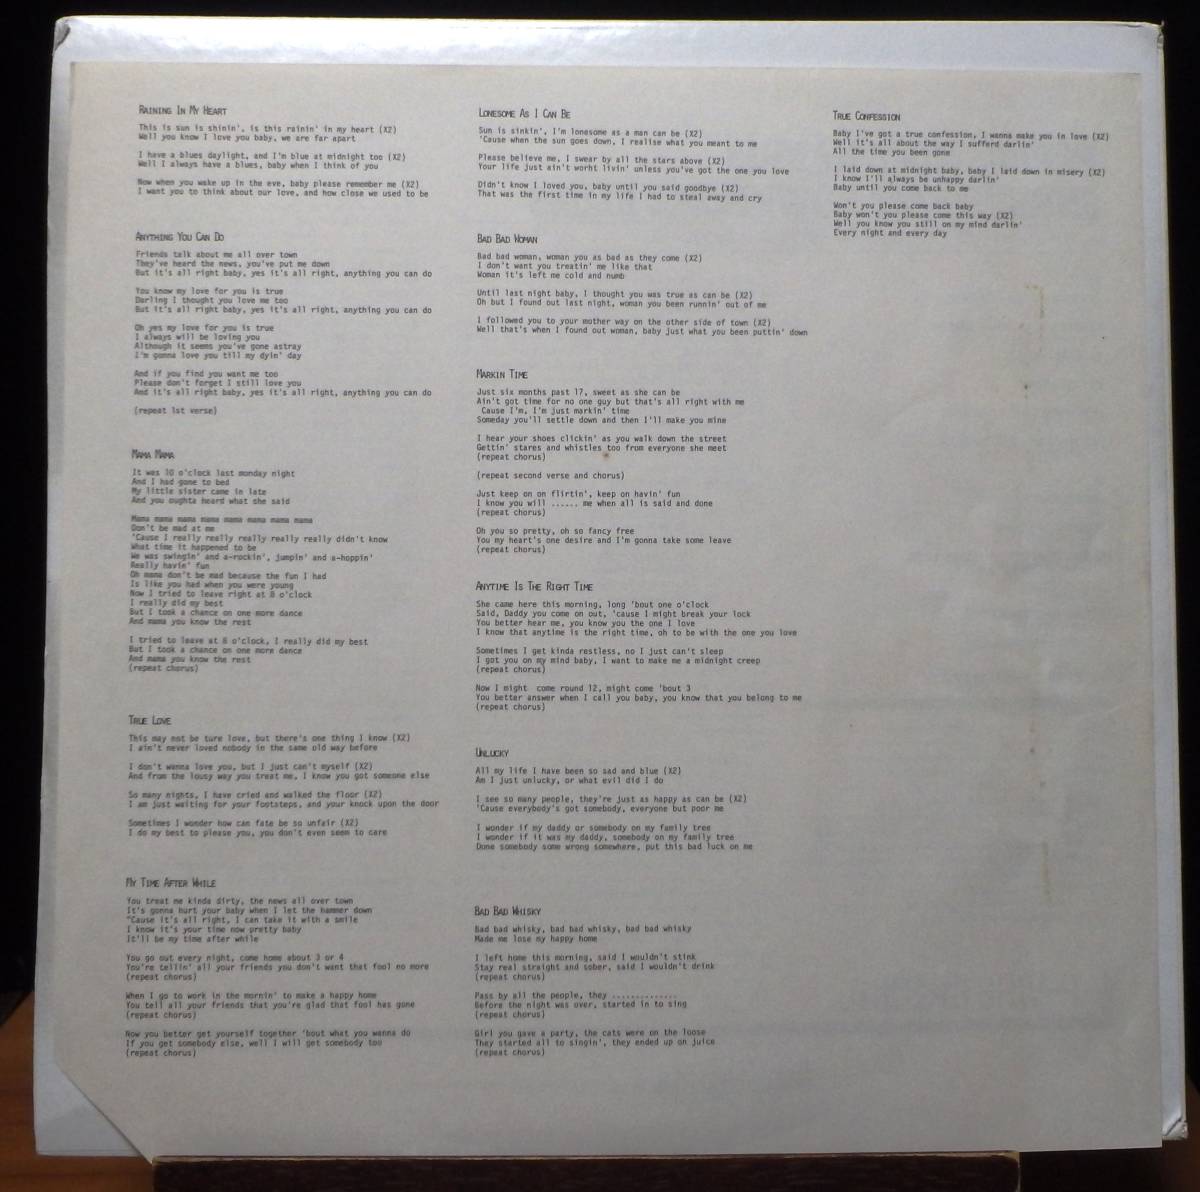 RAINING IN MY HEART
This is sun is shinin', is this rainin' in my heart (X2)
Well you know I love you baby, we are far apart
I have a blues daylight, and I'm blue at midnight too (X2)
Well I always have a blues, baby when I think of you
Now when you wake up in the eve, baby please remember me (X2)
I want you to think about our love, and how close we used to be
ANYTHING YOU CAN DO
Friends talk about me all over town
They've heard the news, you've put me down
But it's all right baby, yes it's all right, anything you can do
You know my love for you is true
Darling I thought you love me too
But it's all right baby, yes it's all right, anything you can do
Oh yes my love for you is true
I always will be loving you
Although it seems you've gone astray
I'm gonna love you till my dyin' day
And if you find you want me too
Please don't forget I still love you
And it's all right baby, yes it's all right, anything you can do
(repeat 1st verse)
MAMA MAMA
It was 10 o'clock last monday night
And I had gone to bed
My little sister came in late
And you oughta heard what she said
Mama mama mama mama mama mama mama mama
Don't be mad at me
'Cause I really really really really really didn't know
What time it happened to be
We was swingin' and a-rockin', jumpin' and a-hoppin'
Really havin' fun
Oh mama don't be mad because the fun I had
Is like you had when you were young
Now I tried to leave right at 8 o'clock
I really did my best
But I took a chance on one more dance
And mama you know the rest
I tried to leave at 8 o'clock, I really did my best
But I took a chance on one more dance
And mama you know the rest
(repeat chorus)
TRUE LOVE
This may not be ture love, but there's one thing I know (X2)
I ain't never loved nobody in the same old way before
I don't wanna love you, but I just can't myself (X2)
And from the lousy way you treat me, I know you got someone else
So many nights, I have cried and walked the floor (X2)
I am just waiting for your footsteps, and your knock upon the door
Sometimes I wonder how can fate be so unfair (X2)
I do my best to please you, you don't even seem to care
MY TIME AFTER WHILE
You treat me kinda dirty, the news all over town
It's gonna hurt your baby when I let the hammer down
"Cause it's all right, I can take it with a smile
I know it's your time now pretty baby
It'll be my time after while
You go out every night, come home about 3 or 4
You're tellin' all your friends you don't want that fool no more
(repeat chorus)
When I go to work in the mornin' to make a happy home
You tell all your friends that you're glad that fool has gone
(repeat chorus)
Now you better get yourself together 'bout what you wanna do
If you get somebody else, well I will get somebody too
(repeat chorus)
LONESOME AS I CAN BE
Sun is sinkin', I'm lonesome as a man can be (X2)
'Cause when the sun goes down, I realise what you meant to me
Please believe me, I swear by all the stars above (X2)
Your life just ain't worht livin' unless you've got the one you love
Didn't know I loved you, baby until you said goodbye (X2)
That was the first time in my life I had to steal away and cry
BAD BAD WOMAN
Bad bad woman, woman you as bad as they come (X2)
I don't want you treatin' me like that
Woman it's left me cold and numb
Until last night baby, I thought you was true as can be (X2)
Oh but I found out last night, woman you been runnin' out of me
I followed you to your mother way on the other side of town (X2)
Well that's when I found out woman, baby just what you been puttin' down
MARKIN TIME
Just six months past 17, sweet as she can be
Ain't got time for no one guy but that's all right with me
'Cause I'm, I'm just markin' time
Someday you'll settle down and then I'll make you mine
I hear your shoes clickin' as you walk down the street
Gettin' stares and whistles too from everyone she meet
(repeat chorus)
(repeat second verse and chorus)
Just keep on on flirtin', keep on havin' fun
I know you will ...... me when all is said and done
(repeat chorus)
Oh you so pretty, oh so fancy free
You my heart's one desire and I'm gonna take some leave
(repeat chorus)
ANYTIME IS THE RIGHT TIME
She came here this morning, long 'bout one o'clock
Said, Daddy you come on out, 'cause I might break your lock
You better hear me, you know you the one I love
I know that anytime is the right time, oh to be with the one you love
Sometimes I get kinda restless, no I just can't sleep
I got you on my mind baby, I want to make me a midnight creep
(repeat chorus)
Now I might come round 12, might come 'bout 3
You better answer when I call you baby, you know that you belong to me
(repeat chorus)
UNLUCKY
All my life I have been so sad and blue (X2)
Am I just unlucky, or what evil did I do
I see so many people, they're just as happy as can be (X2)
'Cause everybody's got somebody, everyone but poor me
I wonder if my daddy or somebody on my family tree
I wonder if it was my daddy, somebody on my family tree
Done somebody some wrong somewhere, put this bad luck on me
BAD BAD WHISKY
Bad bad whisky, bad bad whisky, bad bad whisky
Made me lose my happy home
I left home this morning, said I wouldn't stink
Stay real straight and sober, said I wouldn't drink
(repeat chorus)
Pass by all the people, they ..............
Before the night was over, started in to sing
(repeat chorus)
Girl you gave a party, the cats were on the loose
They started all to singin', they ended up on juice
(repeat chorus)
TRUE CONFESSION
Baby I've got a true confession, I wanna make you in love (X2)
Well it's all about the way I sufferd darlin'
All the time you been gone
I laid down at midnight baby, baby I laid down in misery (X2)
I know I'll always be unhappy darlin'
Baby until you come back to me
Won't you please come back baby
Baby won't you please come this way (X2)
Well you know you still on my mind darlin'
Every night and every day